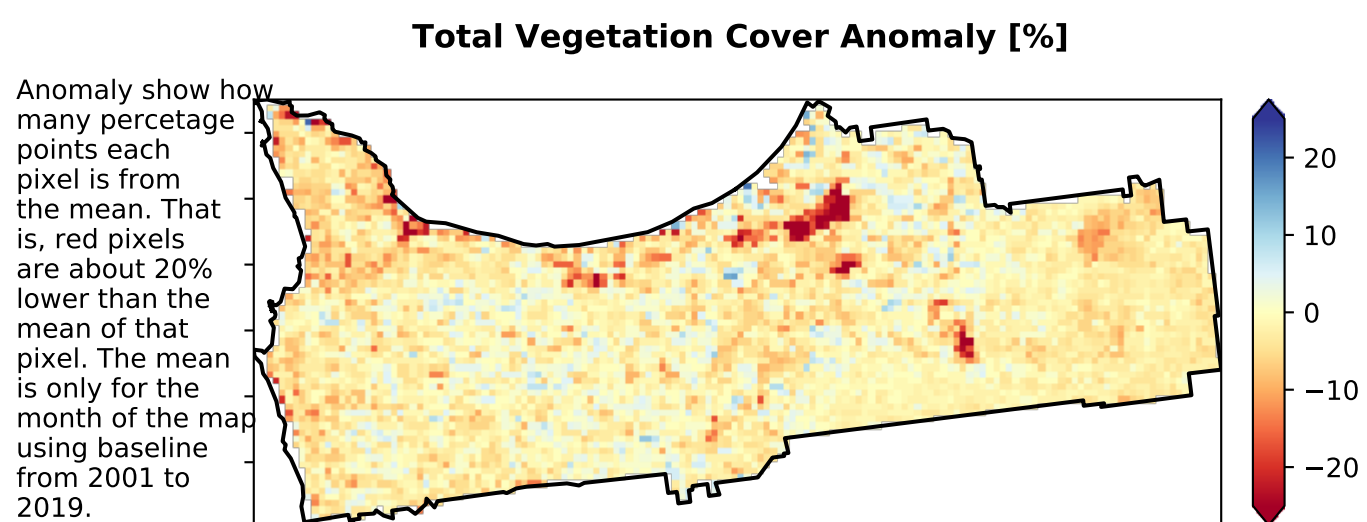 Total Vegetation Cover Anomaly [%]
Anomaly show how
many percetage
points each
pixel is from
the mean. That
is, red pixels
are about 20%
lower than the
mean of that
pixel. The mean
is only for the
month of the map
using baseline
from 2001 to
2019.
20
10
0
−10
−20